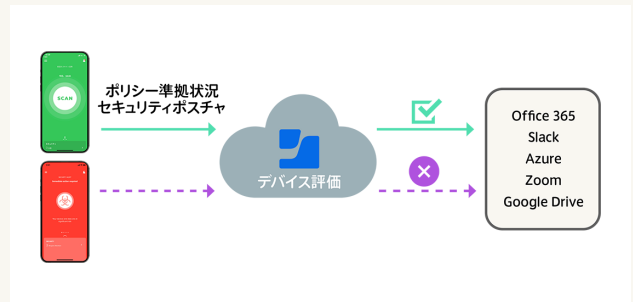 SCAN
ポリシー準拠状況
セキュリティポスチャ
デバイス評価
Office 365
Slack
Azure
Zoom
Google Drive